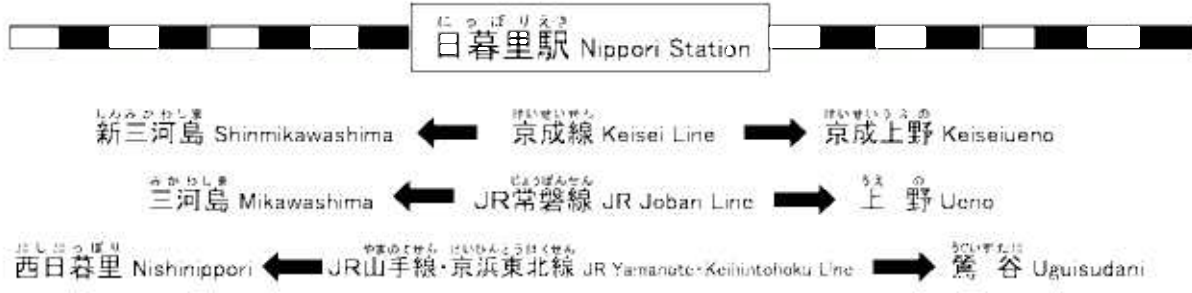 にっぽりえき
日暮里駅 Nippori Station
しんみかわしま けいせいせん けいせいうえの
新三河島 Shinmikawashima ← 京成線 Keisei Line → 京成上野 Keiseiueno
みかわしま じょうばんせん うえの
三河島 Mikawashima ← JR常磐線 JR Joban Line → 上野 Ueno
にしにっぽり やまのてせん けいひんとうほくせん うぐいすだに
西日暮里 Nishinippori ← JR山手線・京浜東北線 JR Yamanote・Keihintohoku Line → 鶯谷 Uguisudani